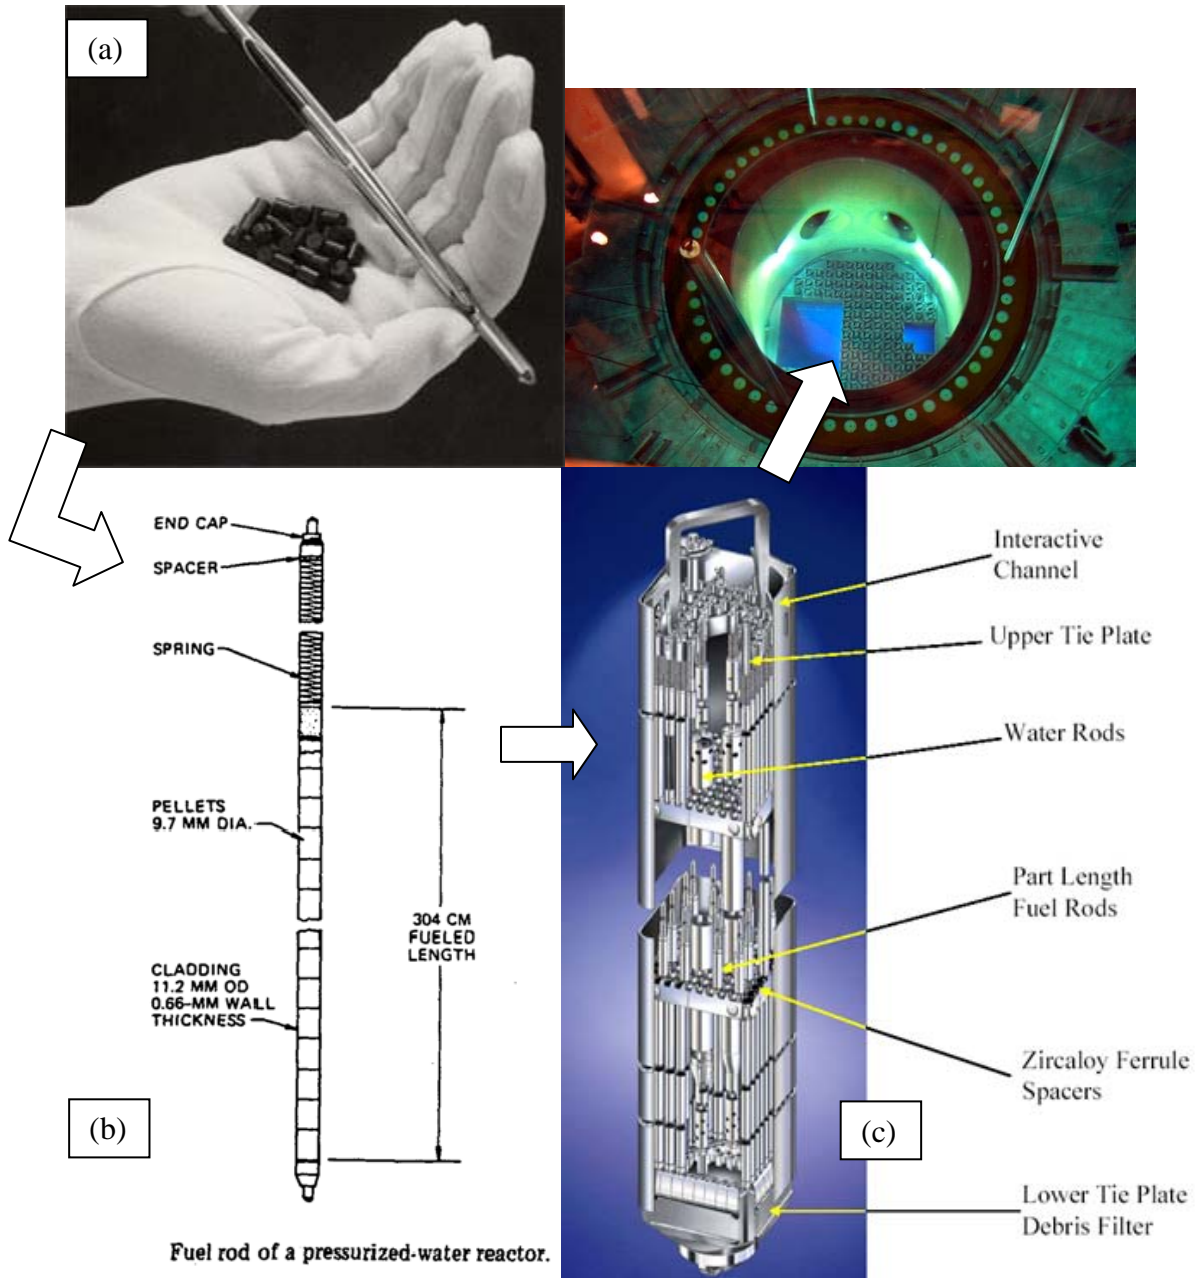 (a)
END CAP
SPACER
SPRING
PELLETS
9.7 MM DIA.
304 CM
FUELED
LENGTH
CLADDING
11.2 MM OD
0.66-MM WALL
THICKNESS
(b)
Fuel rod of a pressurized-water reactor.
Interactive
Channel
Upper Tie Plate
Water Rods
Part Length
Fuel Rods
Zircaloy Ferrule
Spacers
(c)
Lower Tie Plate
Debris Filter